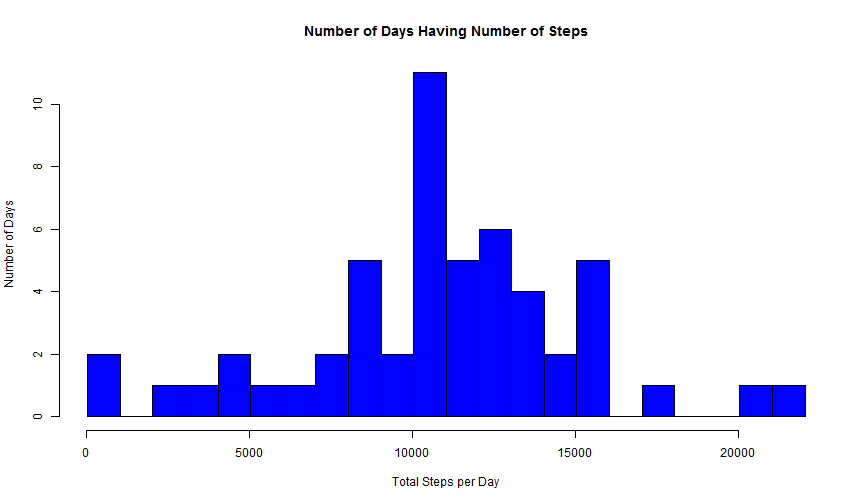 Number of Days Having Number of Steps
Number of Days
10
8
6
4
2
0
0 5000 10000 15000 20000
Total Steps per Day